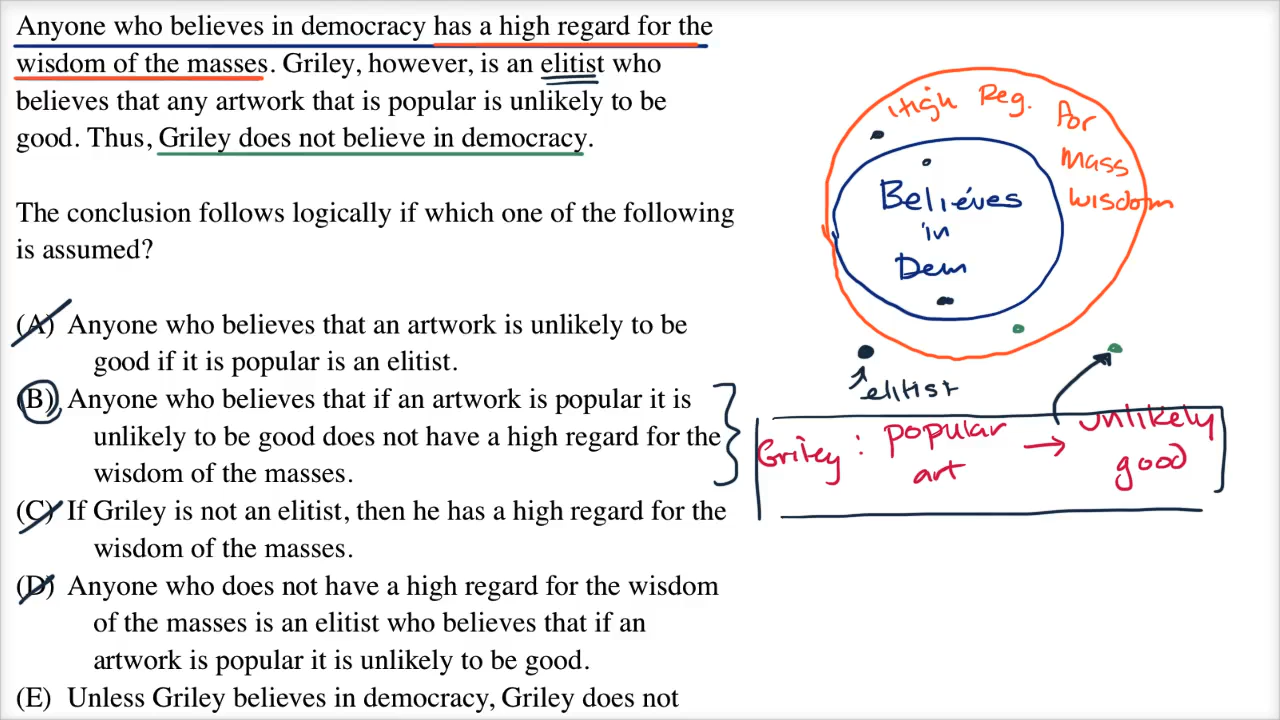 Anyone who believes in democracy has a high regard for the
wisdom of the masses. Griley, however, is an elitist who
believes that any artwork that is popular is unlikely to be
good. Thus, Griley does not believe in democracy.
The conclusion follows logically if which one of the following
is assumed?
(A) Anyone who believes that an artwork is unlikely to be
good if it is popular is an elitist.
(B) Anyone who believes that if an artwork is popular it is
unlikely to be good does not have a high regard for the
wisdom of the masses.
(C) If Griley is not an elitist, then he has a high regard for the
wisdom of the masses.
(D) Anyone who does not have a high regard for the wisdom
of the masses is an elitist who believes that if an
artwork is popular it is unlikely to be good.
(E) Unless Griley believes in democracy, Griley does not
High Reg. For
Mass
Wisdom
Believes
in
Dem
elitist
Griley: popular → unlikely
art good